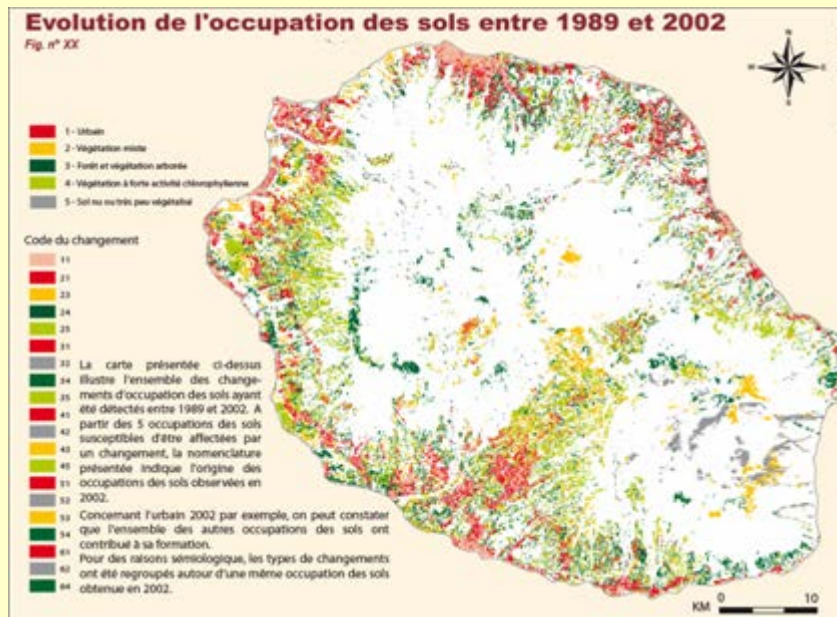 Evolution de l'occupation des sols entre 1989 et 2002
Fig. n° XX
N
W E
S
1 - Urbain
2 - Végétation mixte
3 - Forêt et végétation arborée
4 - Végétation à forte activité chlorophyllienne
5 - Sol nu ou très peu végétalisé
Code du changement
11
21
23
24
25
31
32
34
35
41
42
43
45
51
52
53
54
61
62
64
La carte présentée ci-dessus
illustre l'ensemble des change-
ments d'occupation des sols ayant
été détectés entre 1989 et 2002. A
partir des 5 occupations des sols
susceptibles d'être affectées par
un changement, la nomenclature
présentée indique l'origine des
occupations des sols observées en
2002.
Concernant l'urbain 2002 par exemple, on peut constater
que l'ensemble des autres occupations des sols ont
contribué à sa formation.
Pour des raisons sémiologique, les types de changements
ont été regroupés autour d'une même occupation des sols
obtenue en 2002.
KM 0 10